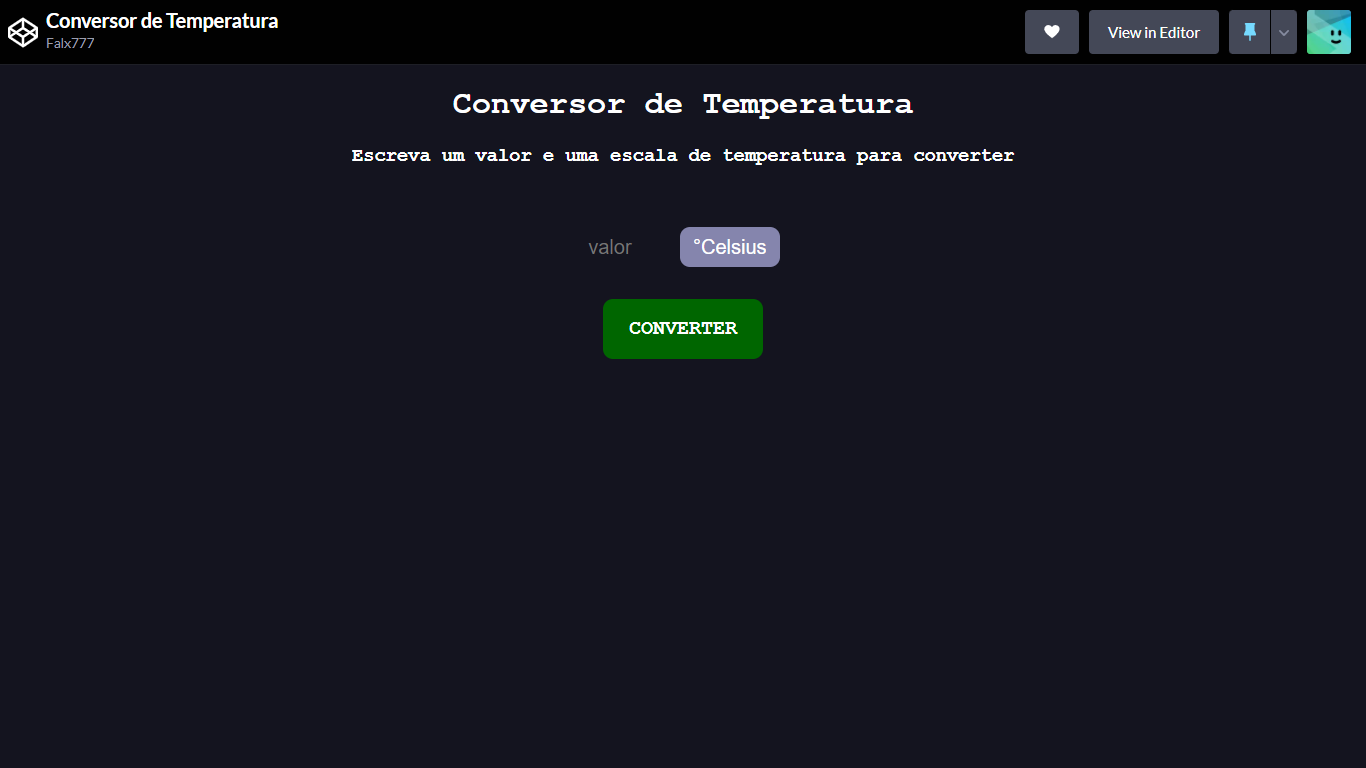 Conversor de Temperatura
Falx777
View in Editor
Conversor de Temperatura
Escreva um valor e uma escala de temperatura para converter
valor
°Celsius
CONVERTER